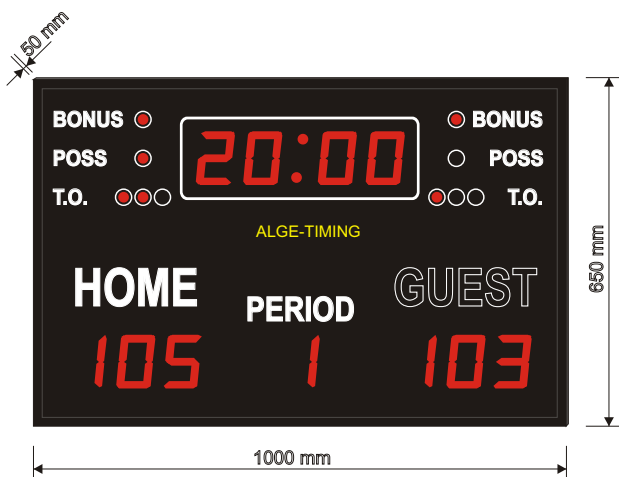 50 mm
BONUS BONUS
POSS 20:00 POSS
T.O. T.O.
ALGE-TIMING
650 mm
HOME GUEST
PERIOD
105 1 103
1000 mm